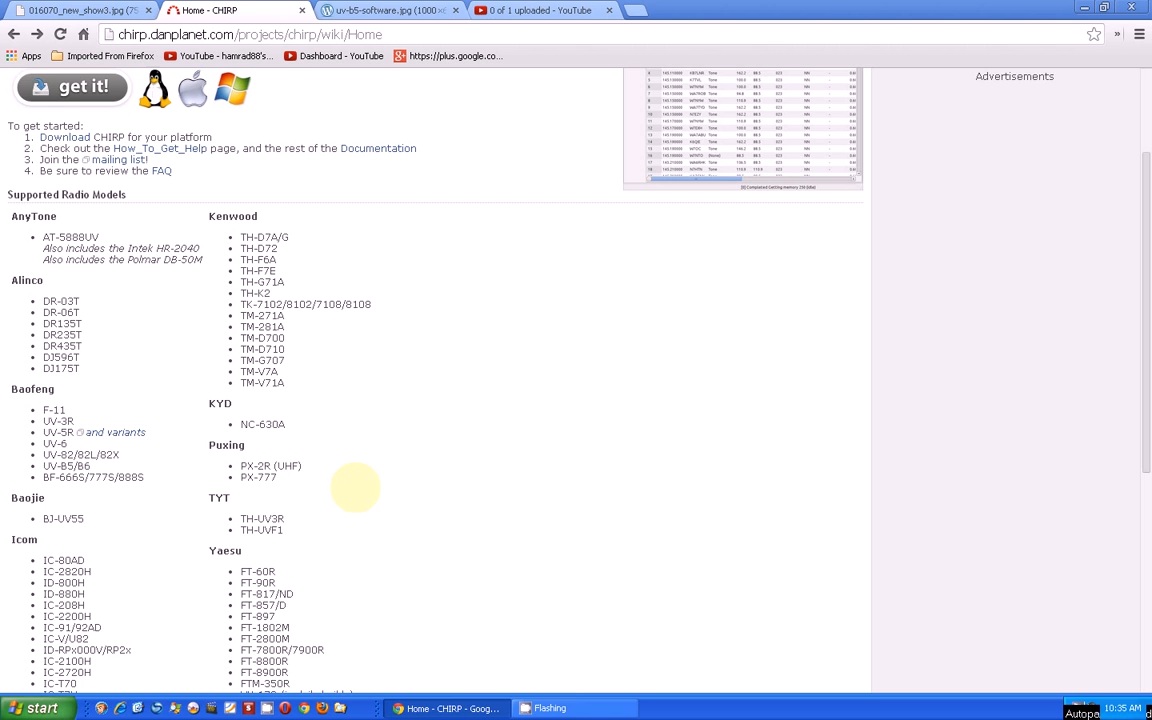 016070_new_show3.jpg (75
Home - CHIRP
uv-b5-software.jpg (1000×6
0 of 1 uploaded - YouTube
chirp.danplanet.com/projects/chirp/wiki/Home
Apps
Imported From Firefox
YouTube - hamrad88's...
Dashboard - YouTube
https://plus.google.co...
get it!
Advertisements
[0] Completed Getting memory 256 (idle)
To get started:
1. Download CHIRP for your platform
2. Check out the How_To_Get_Help page, and the rest of the Documentation
3. Join the mailing list!
4. Be sure to review the FAQ
Supported Radio Models
AnyTone
AT-5888UV
Also includes the Intek HR-2040
Also includes the Polmar DB-50M
Alinco
DR-03T
DR-06T
DR135T
DR235T
DR435T
DJ596T
DJ175T
Baofeng
F-11
UV-3R
UV-5R and variants
UV-6
UV-82/82L/82X
UV-B5/B6
BF-666S/777S/888S
Baojie
BJ-UV55
Icom
IC-80AD
IC-2820H
ID-800H
ID-880H
IC-208H
IC-2200H
IC-91/92AD
IC-V/U82
ID-RPx000V/RP2x
IC-2100H
IC-2720H
IC-T70
Kenwood
TH-D7A/G
TH-D72
TH-F6A
TH-F7E
TH-G71A
TH-K2
TK-7102/8102/7108/8108
TM-271A
TM-281A
TM-D700
TM-D710
TM-G707
TM-V7A
TM-V71A
KYD
NC-630A
Puxing
PX-2R (UHF)
PX-777
TYT
TH-UV3R
TH-UVF1
Yaesu
FT-60R
FT-90R
FT-817/ND
FT-857/D
FT-897
FT-1802M
FT-2800M
FT-7800R/7900R
FT-8800R
FT-8900R
FTM-350R
start
Home - CHIRP - Goog...
Flashing
10:35 AM
Autopa